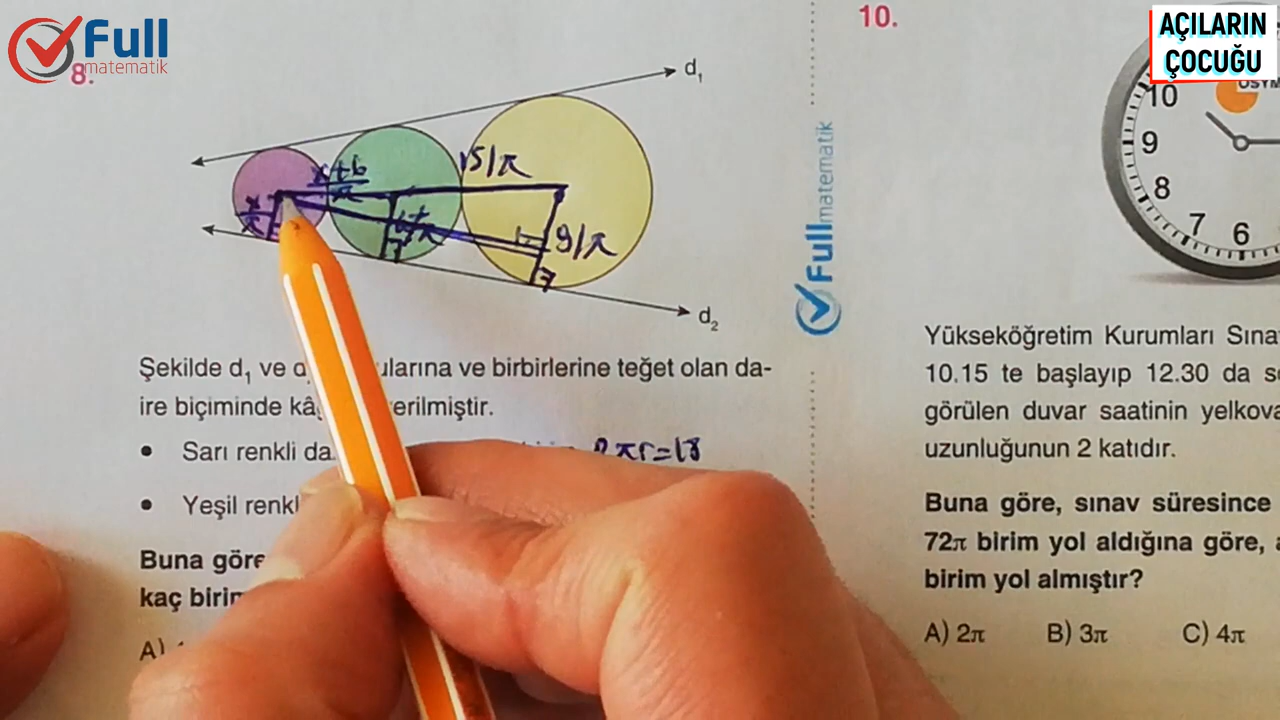 Full
matematik
AÇILARIN
ÇOCUĞU
8.
d₁
15/π
x+6
π
x
π
6/π
9/π
d₂
Şekilde d₁ ve d ularına ve birbirlerine teğet olan da-
ire biçiminde kâ erilmiştir.
• Sarı renkli da 2πr=18
• Yeşil renkl
Buna göre
kaç birim
A)
Full matematik
10.
ÖSYM
10
9
8
7
6
Yükseköğretim Kurumları Sına
10.15 te başlayıp 12.30 da s
görülen duvar saatinin yelkova
uzunluğunun 2 katıdır.
Buna göre, sınav süresince
72π birim yol aldığına göre, a
birim yol almıştır?
A) 2π B) 3π C) 4π